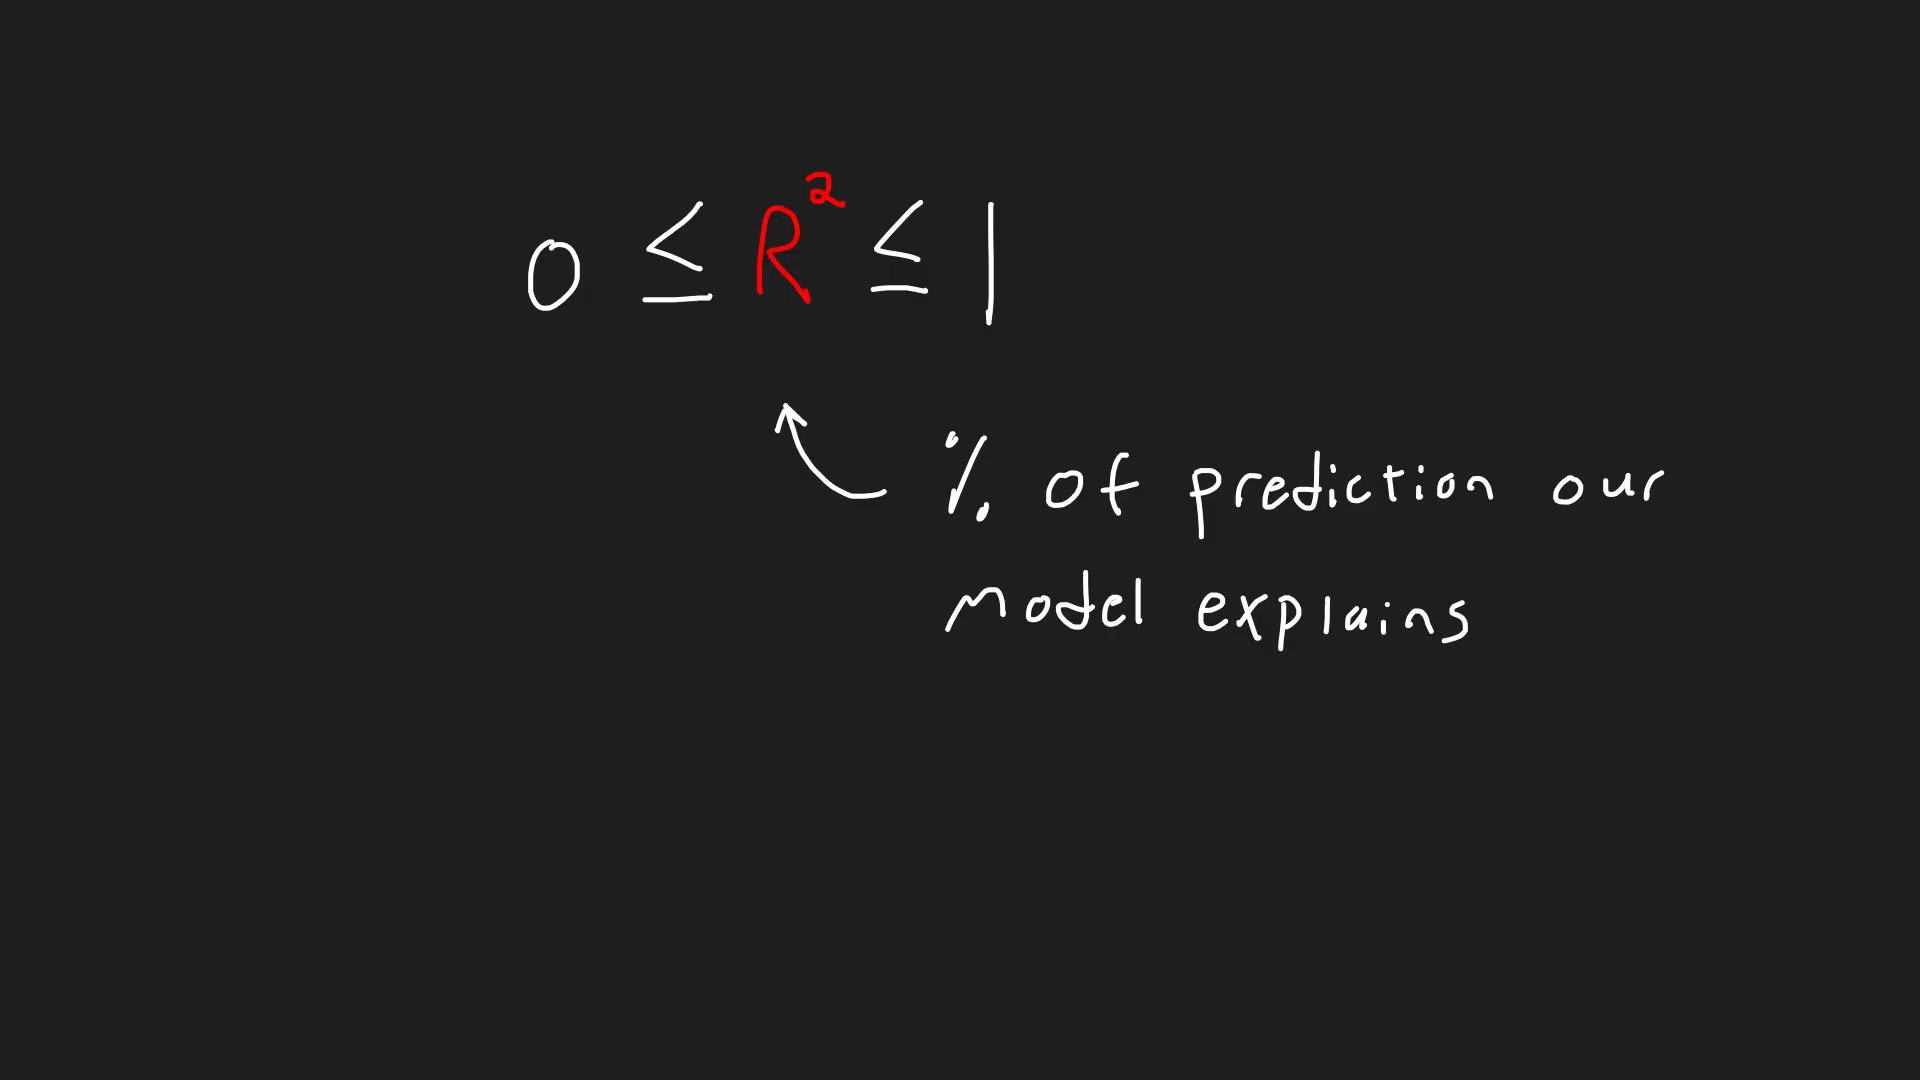 0 ≤ R² ≤ 1
% of prediction our
model explains